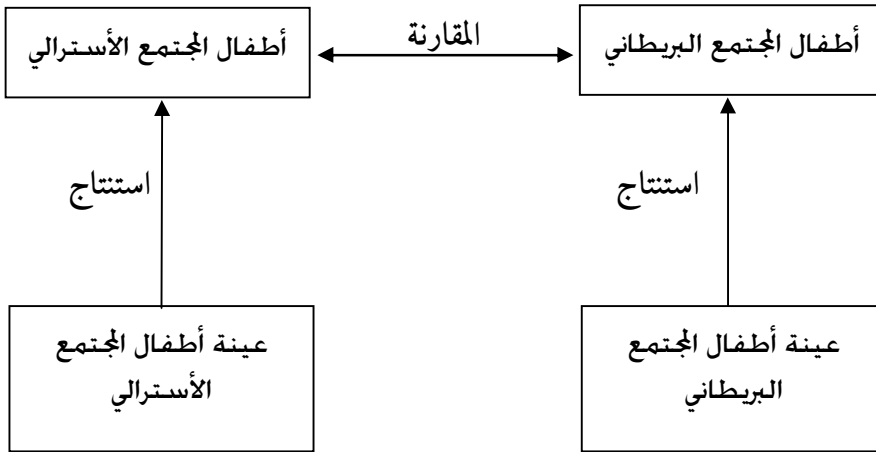 أطفال المجتمع البريطاني
المقارنة
أطفال المجتمع الأسترالي
استنتاج
استنتاج
عينة أطفال المجتمع
البريطاني
عينة أطفال المجتمع
الأسترالي